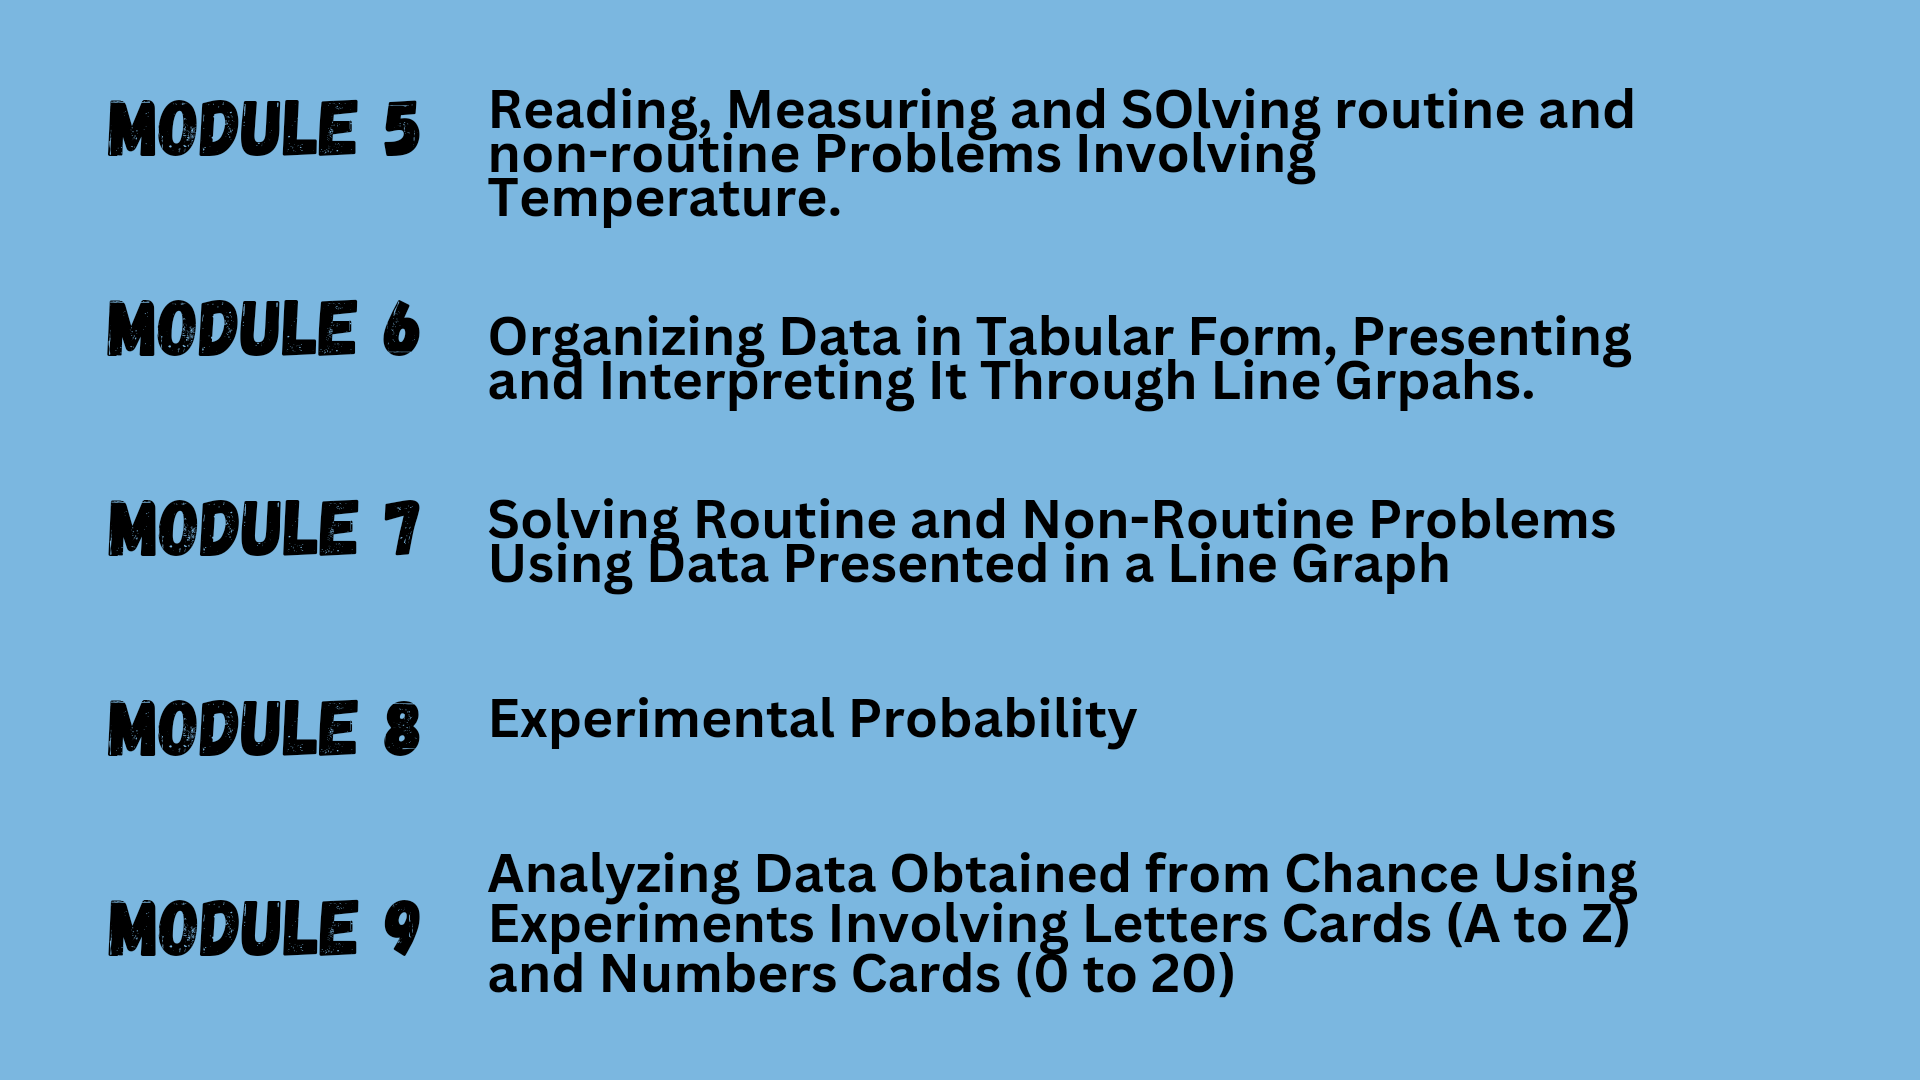 MODULE 5
Reading, Measuring and SOlving routine and
non-routine Problems Involving
Temperature.
MODULE 6
Organizing Data in Tabular Form, Presenting
and Interpreting It Through Line Grpahs.
MODULE 7
Solving Routine and Non-Routine Problems
Using Data Presented in a Line Graph
MODULE 8
Experimental Probability
MODULE 9
Analyzing Data Obtained from Chance Using
Experiments Involving Letters Cards (A to Z)
and Numbers Cards (0 to 20)